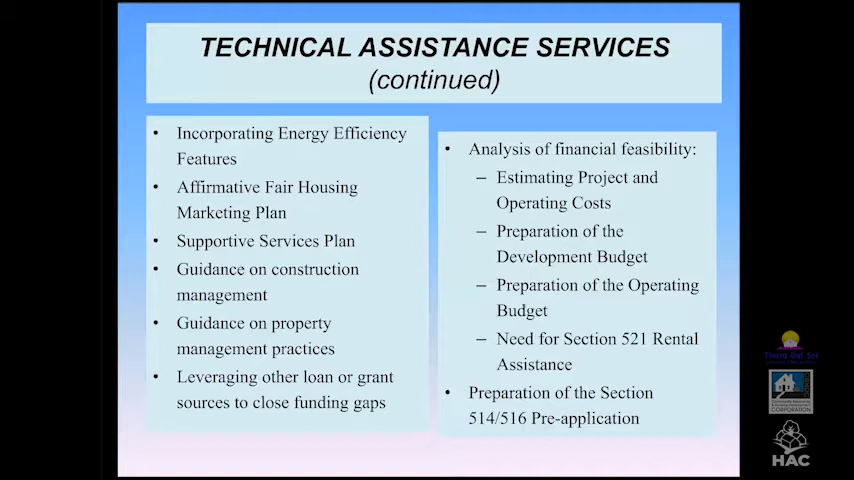 TECHNICAL ASSISTANCE SERVICES
(continued)
• Incorporating Energy Efficiency
Features
• Affirmative Fair Housing
Marketing Plan
• Supportive Services Plan
• Guidance on construction
management
• Guidance on property
management practices
• Leveraging other loan or grant
sources to close funding gaps
• Analysis of financial feasibility:
– Estimating Project and
Operating Costs
– Preparation of the
Development Budget
– Preparation of the Operating
Budget
– Need for Section 521 Rental
Assistance
• Preparation of the Section
514/516 Pre-application
Tierra del Sol
CORPORATION
HAC